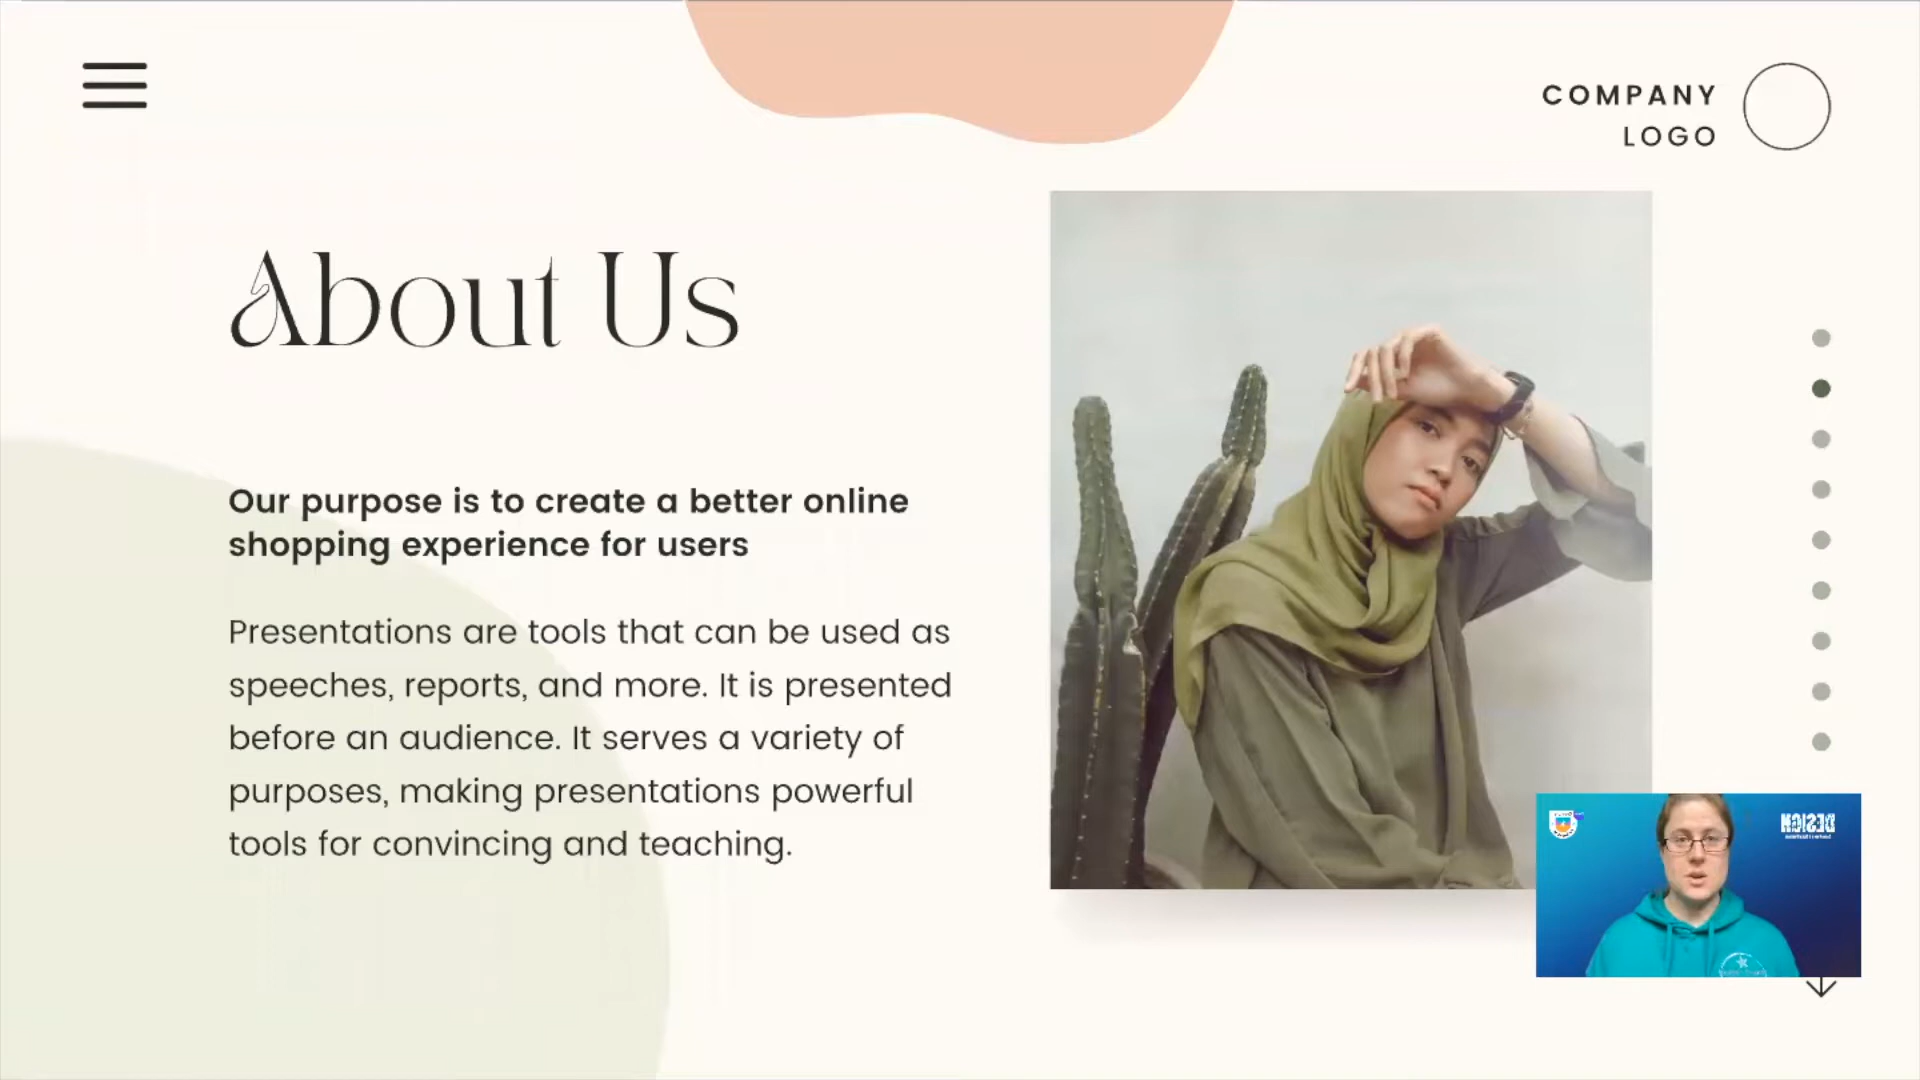 COMPANY
LOGO
About Us
Our purpose is to create a better online
shopping experience for users
Presentations are tools that can be used as
speeches, reports, and more. It is presented
before an audience. It serves a variety of
purposes, making presentations powerful
tools for convincing and teaching.
DESIGN